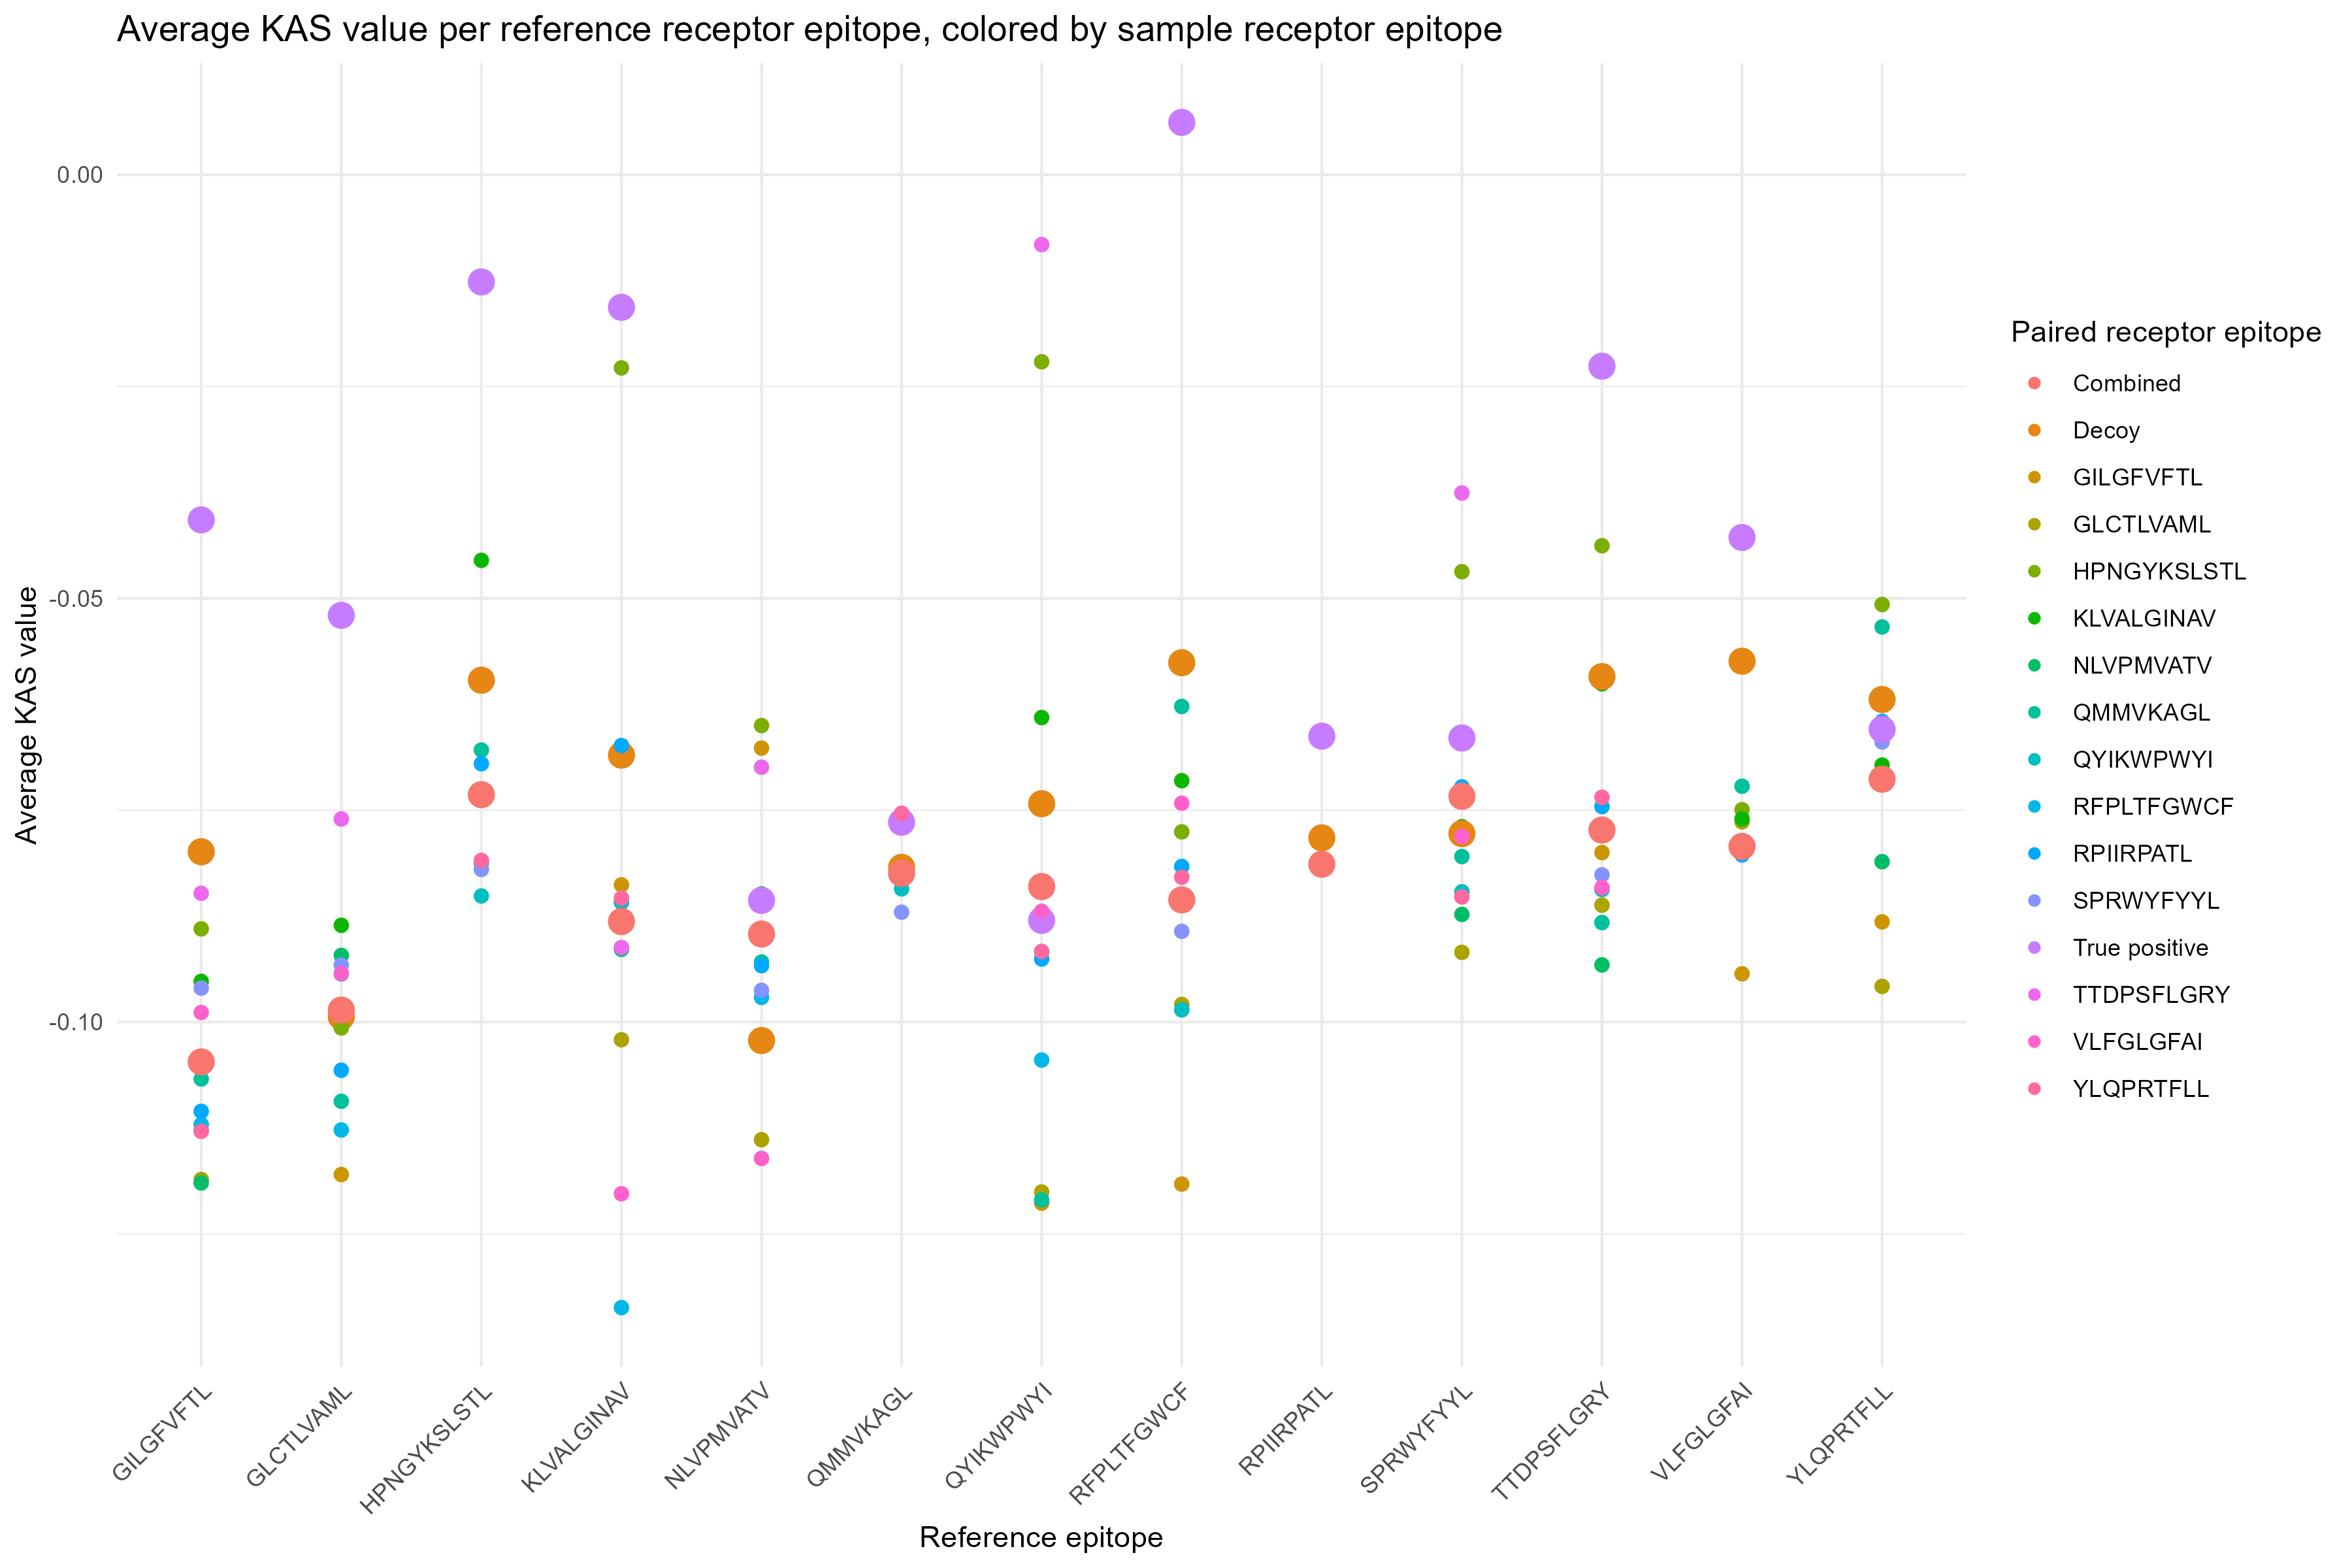 Average KAS value per reference receptor epitope, colored by sample receptor epitope
Average KAS value
0.00
-0.05
-0.10
GILGFVFTL
GLCTLVAML
HPNGYKSLSTL
KLVALGINAV
NLVPMVATV
QMMVKAGL
QYIKWPWYI
RFPLTFGWCF
RPIIRPATL
SPRWYFYYL
TTDPSFLGRY
VLFGLGFAI
YLQPRTFLL
Reference epitope
Paired receptor epitope
Combined
Decoy
GILGFVFTL
GLCTLVAML
HPNGYKSLSTL
KLVALGINAV
NLVPMVATV
QMMVKAGL
QYIKWPWYI
RFPLTFGWCF
RPIIRPATL
SPRWYFYYL
True positive
TTDPSFLGRY
VLFGLGFAI
YLQPRTFLL